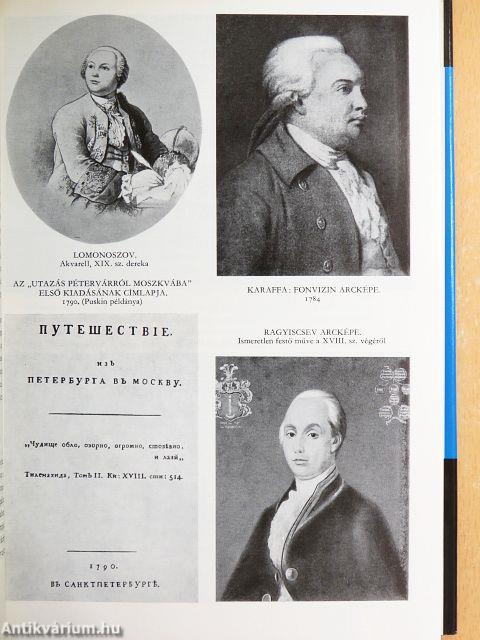 LOMONOSZOV.
Akvarell, XIX. sz. dereka
AZ „UTAZÁS PÉTERVÁRRÓL MOSZKVÁBA”
ELSŐ KIADÁSÁNAK CÍMLAPJA.
1790. (Puskin példánya)
KARAFFA: FONVIZIN ARCKÉPE.
1784
RAGYISCSEV ARCKÉPE.
Ismeretlen festő műve a XVIII. sz. végéről
ПУТЕШЕСТВІЕ.
изЪ
ПЕТЕРБУРГА ВЪ МОСКВУ.
„Чудище обло, озорно, огромно, стозѣвно,
и лаяй„
Тилемахида, ТомЪ II. Кн: XVIII. сти: 514.
1790.
ВЪ САНКТПЕТЕРБУРГѢ.
Antikvárium.hu